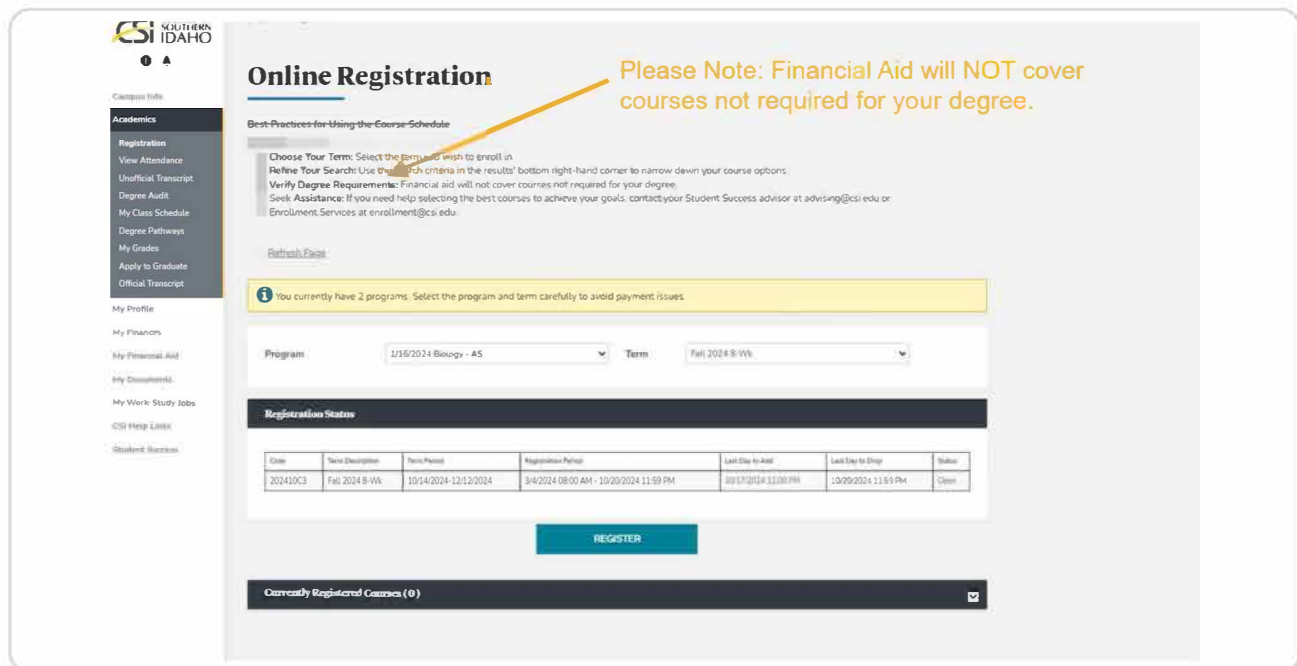 CSI SOUTHERN
IDAHO
Online Registration
Please Note: Financial Aid will NOT cover
courses not required for your degree.
Campus Info
Academics
Registration
View Attendance
Unofficial Transcript
Degree Audit
My Class Schedule
Degree Pathways
My Grades
Apply to Graduate
Official Transcript
My Profile
My Finances
My Financial Aid
My Documents
My Work Study Jobs
CSI Help Links
Student Success
Best Practices for Using the Course Schedule
Choose Your Term: Select the term you wish to enroll in
Refine Your Search: Use the search criteria in the results' bottom right-hand corner to narrow down your course options
Verify Degree Requirements: Financial aid will not cover courses not required for your degree
Seek Assistance: If you need help selecting the best courses to achieve your goals, contact your Student Success advisor at advising@csi.edu or
Enrollment Services at enrollment@csi.edu.
Refresh Page
You currently have 2 programs. Select the program and term carefully to avoid payment issues.
Program 1/16/2024 Biology - AS Term Fall 2024 8-Wk
Registration Status
Code Term Description Term Period Registration Period Last Day to Add Last Day to Drop Status
202410C3 Fall 2024 8-Wk 10/14/2024-12/12/2024 3/4/2024 08:00 AM - 10/20/2024 11:59 PM 10/20/2024 11:59 PM Open
REGISTER
Currently Registered Courses (0)